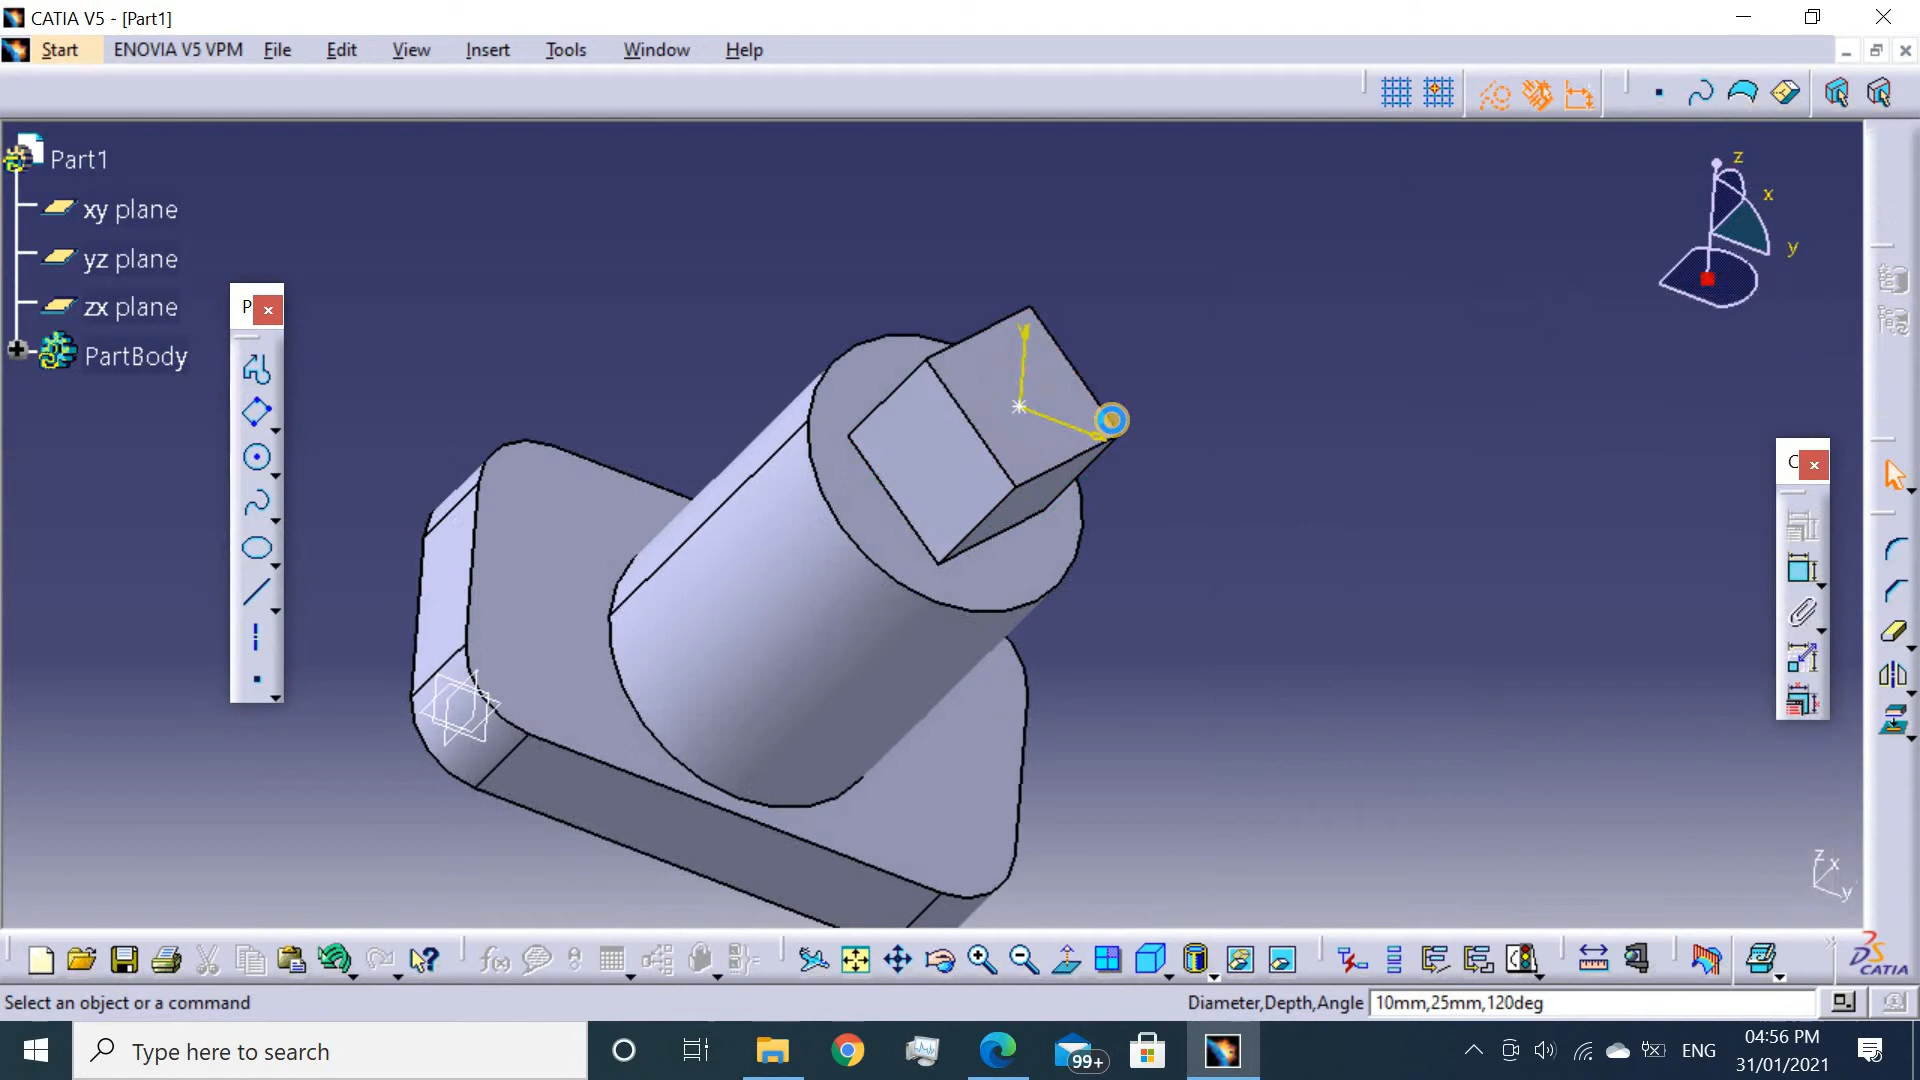 CATIA V5 - [Part1]
Start ENOVIA V5 VPM File Edit View Insert Tools Window Help
Part1
xy plane
yz plane
zx plane
PartBody
P
z
x
y
C
z x
y
f(x)
DS
CATIA
Select an object or a command
Diameter,Depth,Angle 10mm,25mm,120deg
Type here to search
99+
ENG
04:56 PM
31/01/2021